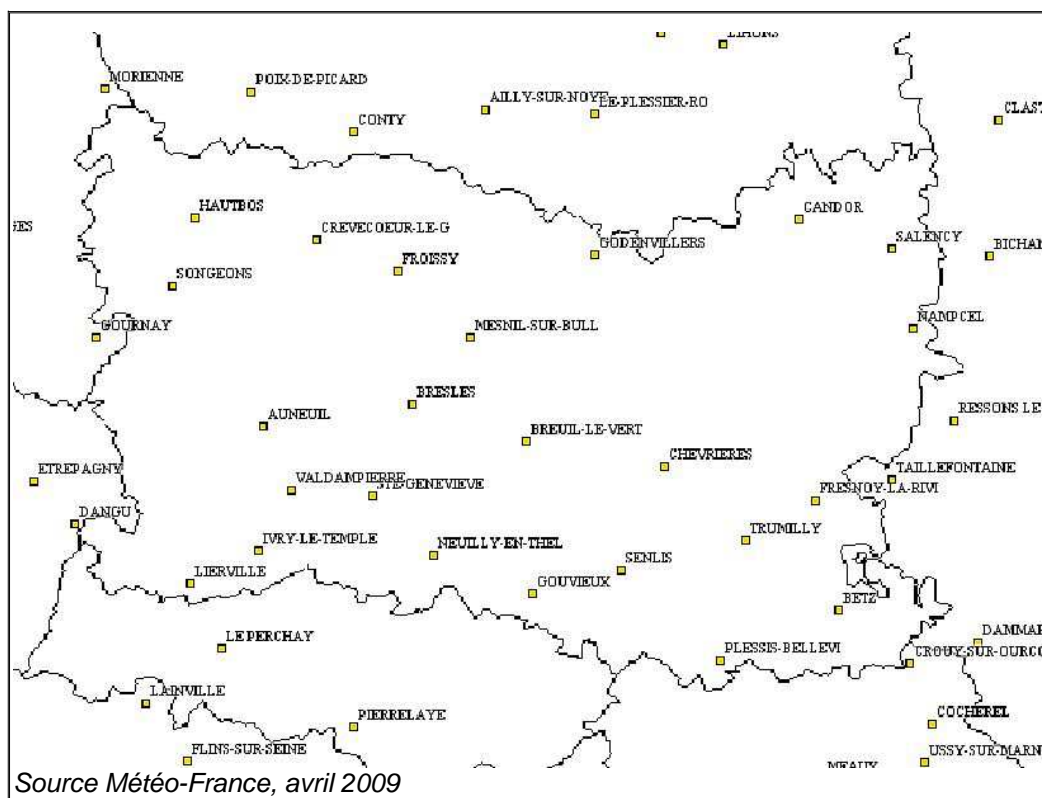 LIHONS
MORIENNE
POIX-DE-PICARD
AILLY-SUR-NOYE
LE-PLESSIER-RO
CLAST
CONTY
HAUTBOS
CANDOR
GES
CREVECOEUR-LE-G
GODENVILLERS
SALENCY
BICHAN
FROISSY
SONGEONS
GOURNAY
MESNIL-SUR-BULL
NAMPCEL
BRESLES
AUNEUIL
RESSONS LE
BREUIL-LE-VERT
CHEVRIERES
ETREPAGNY
VALDAMPIERRE
STE-GENEVIEVE
TAILLEFONTAINE
FRESNOY-LA-RIVI
DANGU
IVRY-LE-TEMPLE
NEUILLY-EN-THEL
TRUMILLY
LIERVILLE
SENLIS
GOUVIEUX
BETZ
LE PERCHAY
PLESSIS-BELLEVI
DAMMAR
CROUY-SUR-OURCQ
LAINVILLE
PIERRELAYE
COCHEREL
FLINS-SUR-SEINE
MEAUX
USSY-SUR-MARN
Source Météo-France, avril 2009